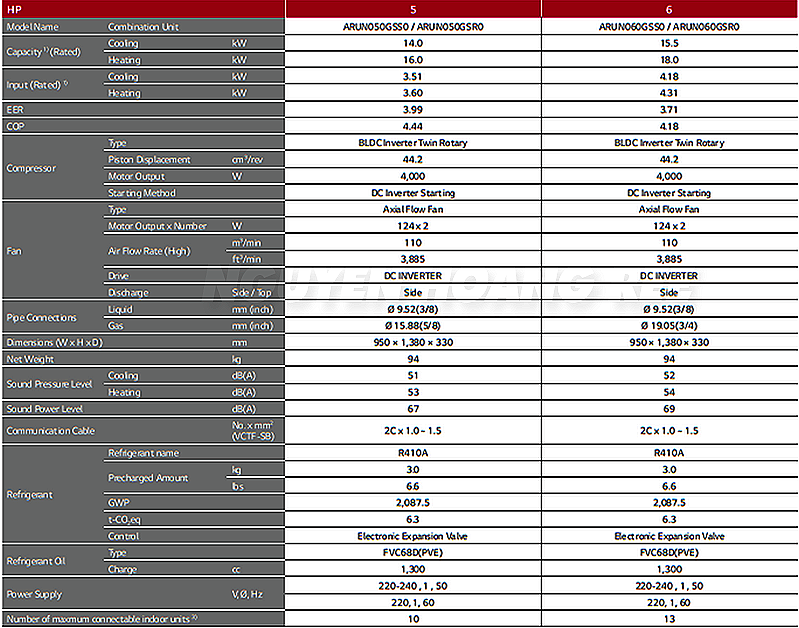 HP 5 6
Model Name Combination Unit ARUN050GSS0 / ARUN050GSR0 ARUN060GSS0 / ARUN060GSR0
Capacity 1) (Rated) Cooling kW 14.0 15.5
Heating kW 16.0 18.0
Input (Rated) 1) Cooling kW 3.51 4.18
Heating kW 3.60 4.31
EER 3.99 3.71
COP 4.44 4.18
Compressor Type BLDC Inverter Twin Rotary BLDC Inverter Twin Rotary
Piston Displacement cm³/rev 44.2 44.2
Motor Output W 4,000 4,000
Starting Method DC Inverter Starting DC Inverter Starting
Fan Type Axial Flow Fan Axial Flow Fan
Motor Output x Number W 124 x 2 124 x 2
Air Flow Rate (High) m³/min 110 110
ft³/min 3,885 3,885
Drive DC INVERTER DC INVERTER
Discharge Side / Top Side Side
NGUYEN HOANG REE
Pipe Connections Liquid mm (inch) Ø 9.52(3/8) Ø 9.52(3/8)
Gas mm (inch) Ø 15.88(5/8) Ø 19.05(3/4)
Dimensions (W x H x D) mm 950 × 1,380 × 330 950 × 1,380 × 330
Net Weight kg 94 94
Sound Pressure Level Cooling dB(A) 51 52
Heating dB(A) 53 54
Sound Power Level dB(A) 67 69
Communication Cable No. x mm² (VCTF-SB) 2C x 1.0 – 1.5 2C x 1.0 – 1.5
Refrigerant Refrigerant name R410A R410A
Precharged Amount kg 3.0 3.0
lbs 6.6 6.6
GWP 2,087.5 2,087.5
t-CO₂eq 6.3 6.3
Control Electronic Expansion Valve Electronic Expansion Valve
Refrigerant Oil Type FVC68D(PVE) FVC68D(PVE)
Charge cc 1,300 1,300
Power Supply V, Ø, Hz 220-240 , 1 , 50 220-240 , 1 , 50
220, 1, 60 220, 1, 60
Number of maxmum connectable indoor units 2) 10 13